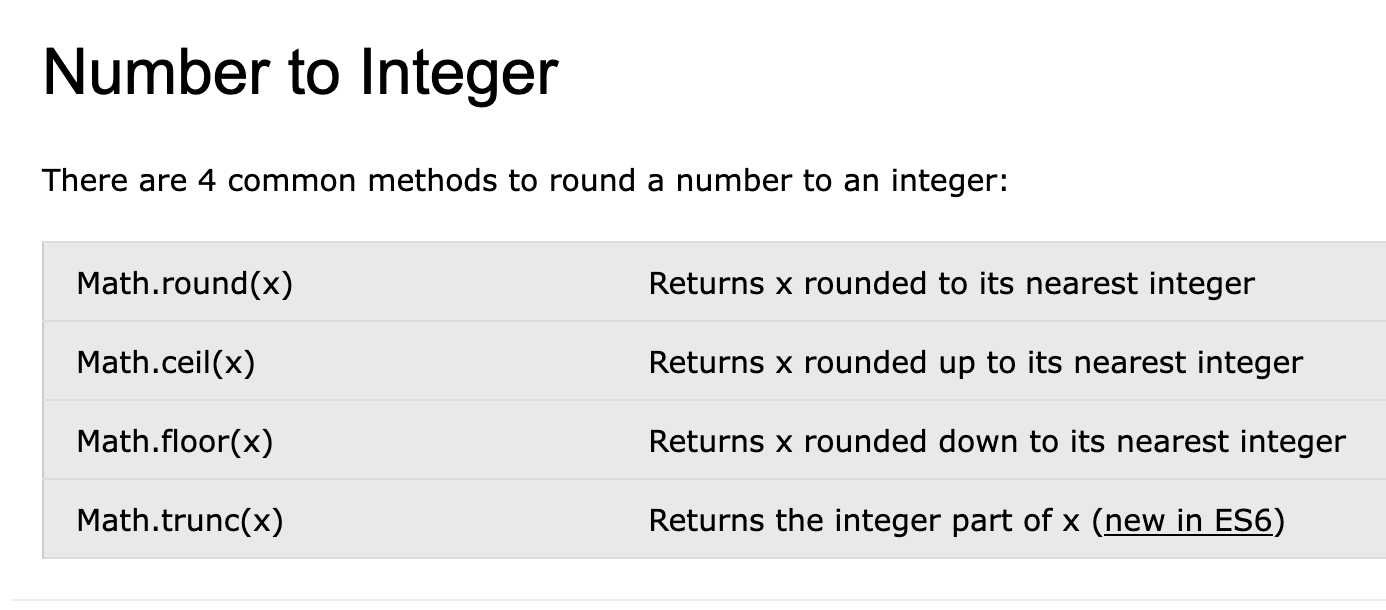 Number to Integer
There are 4 common methods to round a number to an integer:
Math.round(x) Returns x rounded to its nearest integer
Math.ceil(x) Returns x rounded up to its nearest integer
Math.floor(x) Returns x rounded down to its nearest integer
Math.trunc(x) Returns the integer part of x (new in ES6)